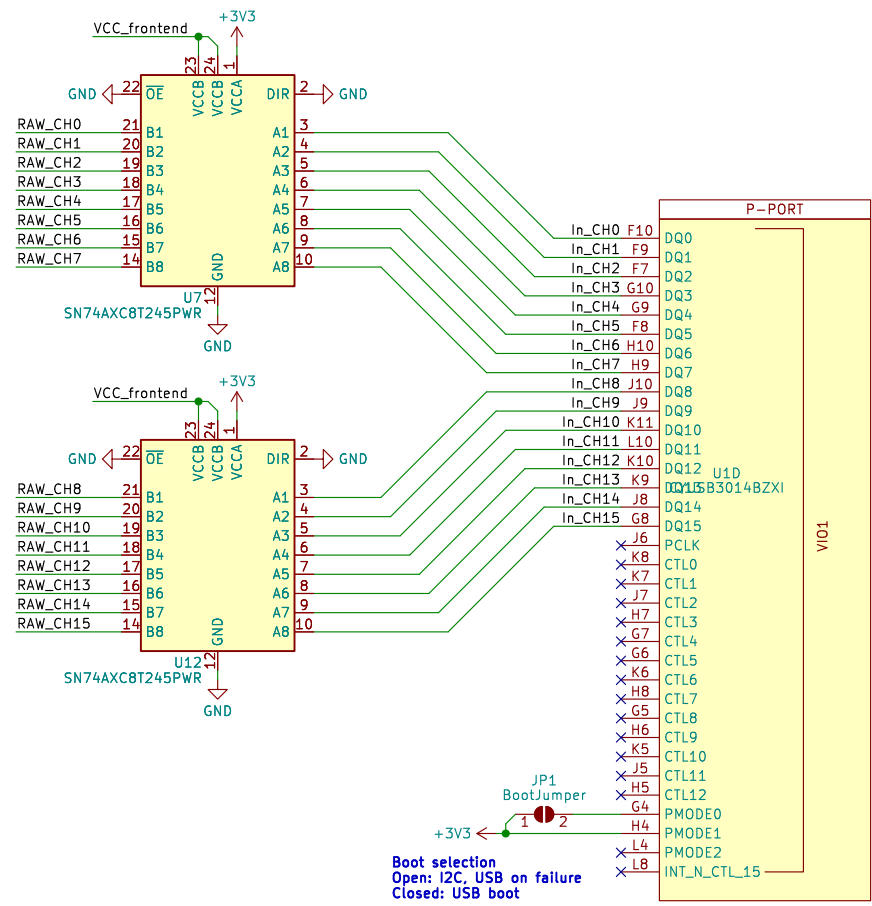 +3V3
VCC_frontend
23 24 1
GND 22 OE VCCB VCCB VCCA DIR 2 GND
RAW_CH0 21 B1 A1 3
RAW_CH1 20 B2 A2 4
RAW_CH2 19 B3 A3 5
RAW_CH3 18 B4 A4 6
RAW_CH4 17 B5 A5 7
RAW_CH5 16 B6 A6 8
RAW_CH6 15 B7 A7 9
RAW_CH7 14 B8 A8 10
GND
12
U7
SN74AXC8T245PWR
GND
+3V3
VCC_frontend
23 24 1
GND 22 OE VCCB VCCB VCCA DIR 2 GND
RAW_CH8 21 B1 A1 3
RAW_CH9 20 B2 A2 4
RAW_CH10 19 B3 A3 5
RAW_CH11 18 B4 A4 6
RAW_CH12 17 B5 A5 7
RAW_CH13 16 B6 A6 8
RAW_CH14 15 B7 A7 9
RAW_CH15 14 B8 A8 10
GND
12
U12
SN74AXC8T245PWR
GND
P-PORT
In_CH0 F10 DQ0
In_CH1 F9 DQ1
In_CH2 F7 DQ2
In_CH3 G10 DQ3
In_CH4 G9 DQ4
In_CH5 F8 DQ5
In_CH6 H10 DQ6
In_CH7 H9 DQ7
In_CH8 J10 DQ8
In_CH9 J9 DQ9
In_CH10 K11 DQ10
In_CH11 L10 DQ11
In_CH12 K10 DQ12
U1D
In_CH13 K9 DQ13
CYUSB3014BZXI
In_CH14 J8 DQ14
In_CH15 G8 DQ15
VIO1
J6 PCLK
K8 CTL0
K7 CTL1
J7 CTL2
H7 CTL3
G7 CTL4
G6 CTL5
K6 CTL6
H8 CTL7
G5 CTL8
H6 CTL9
K5 CTL10
J5 CTL11
H5 CTL12
G4 PMODE0
H4 PMODE1
L4 PMODE2
L8 INT_N_CTL_15
JP1
BootJumper
1 2
+3V3
Boot selection
Open: I2C, USB on failure
Closed: USB boot